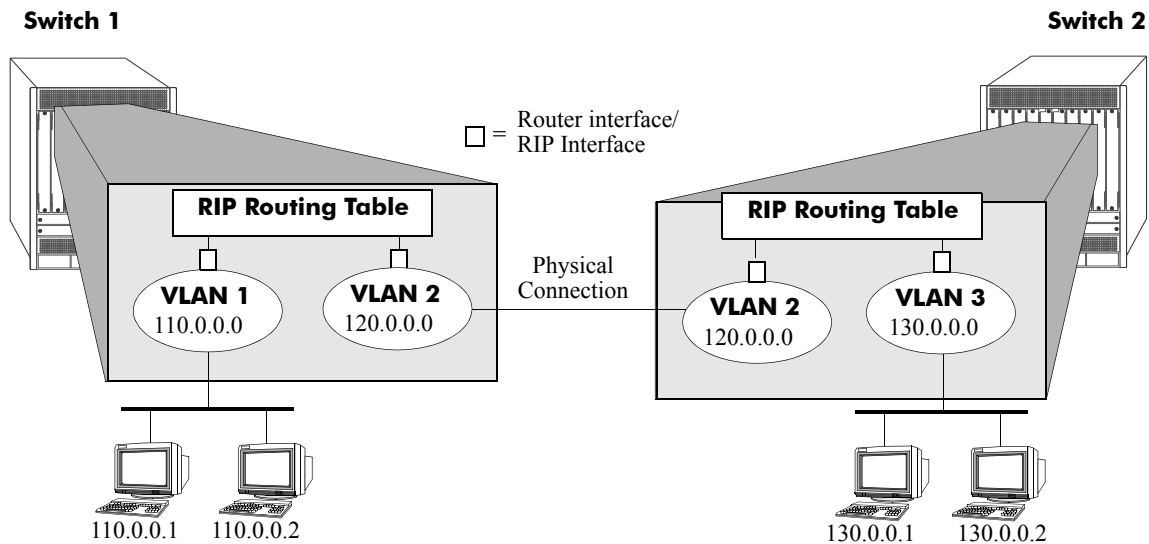 Switch 1
Switch 2
= Router interface/
RIP Interface
RIP Routing Table
RIP Routing Table
VLAN 1
110.0.0.0
VLAN 2
120.0.0.0
Physical
Connection
VLAN 2
120.0.0.0
VLAN 3
130.0.0.0
110.0.0.1
110.0.0.2
130.0.0.1
130.0.0.2